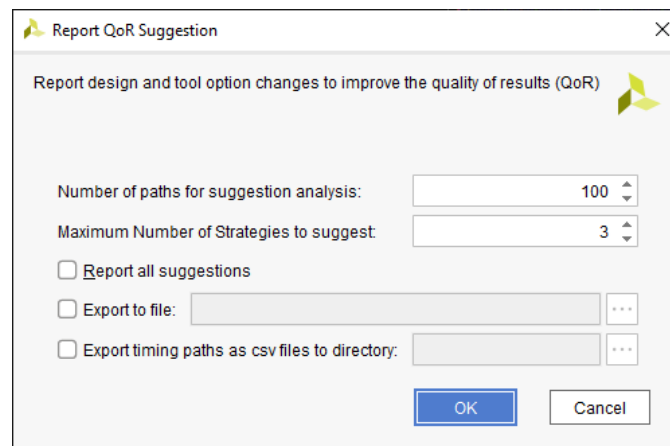 Report QoR Suggestion
Report design and tool option changes to improve the quality of results (QoR)
Number of paths for suggestion analysis: 100
Maximum Number of Strategies to suggest: 3
Report all suggestions
Export to file: ...
Export timing paths as csv files to directory: ...
OK Cancel